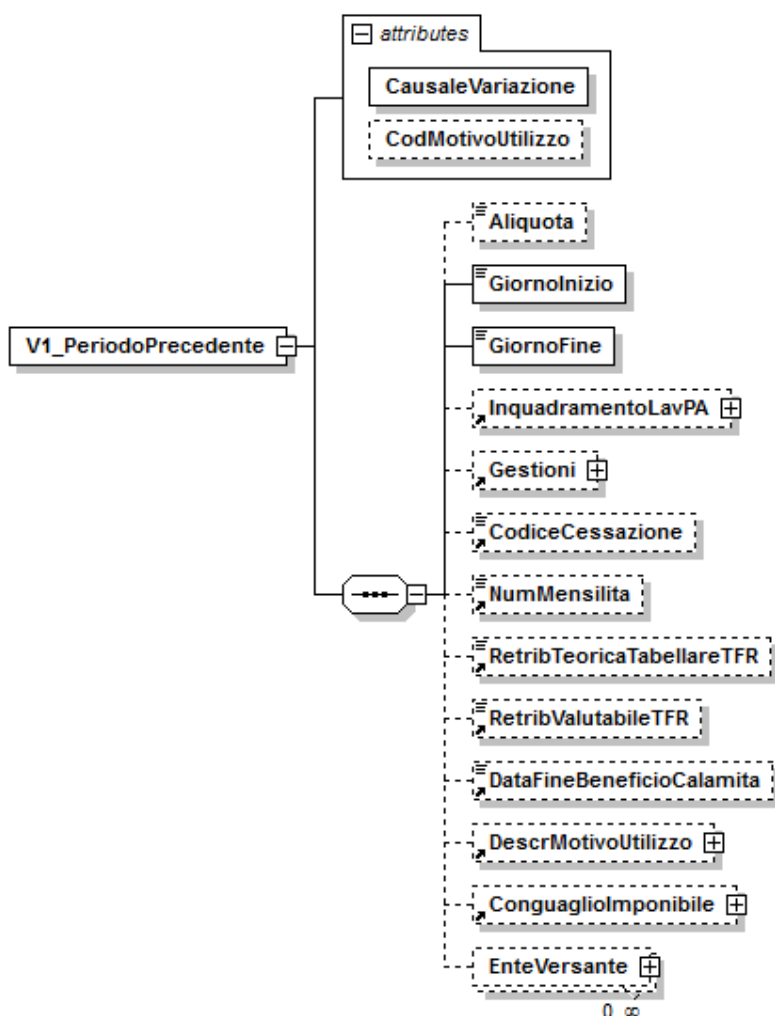 attributes
CausaleVariazione
CodMotivoUtilizzo
Aliquota
GiornoInizio
GiornoFine
V1_PeriodoPrecedente
InquadramentoLavPA
Gestioni
CodiceCessazione
NumMensilita
RetribTeoricaTabellareTFR
RetribValutabileTFR
DataFineBeneficioCalamita
DescrMotivoUtilizzo
ConguaglioImponibile
EnteVersante
0 ∞